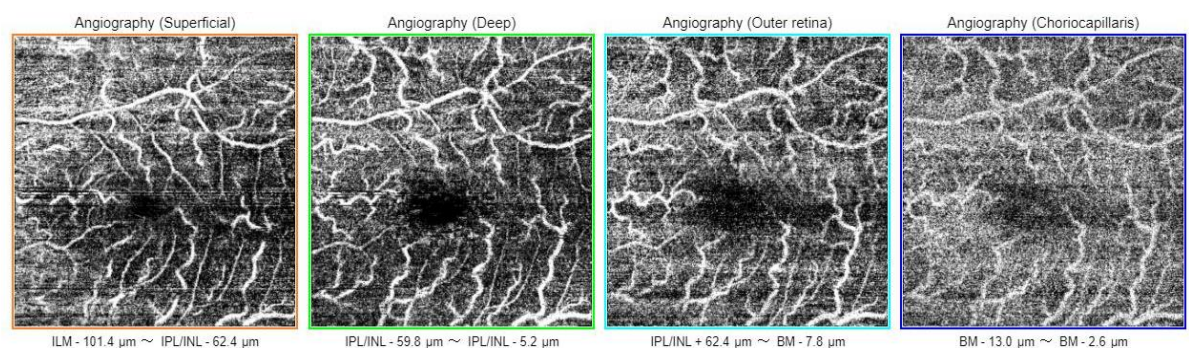 Angiography (Superficial) Angiography (Deep) Angiography (Outer retina) Angiography (Choriocapillaris)
ILM - 101.4 μm ～ IPL/INL - 62.4 μm IPL/INL - 59.8 μm ～ IPL/INL - 5.2 μm IPL/INL + 62.4 μm ～ BM - 7.8 μm BM - 13.0 μm ～ BM - 2.6 μm